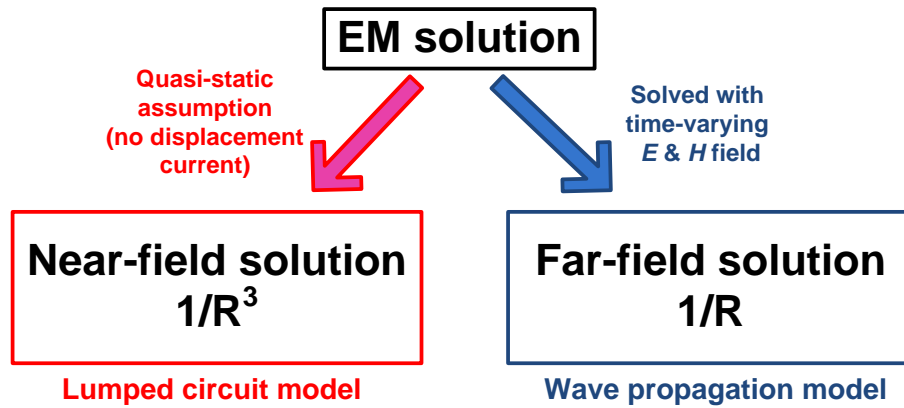 EM solution
Quasi-static
assumption
(no displacement
current)
Solved with
time-varying
E & H field
Near-field solution
1/R³
Far-field solution
1/R
Lumped circuit model
Wave propagation model